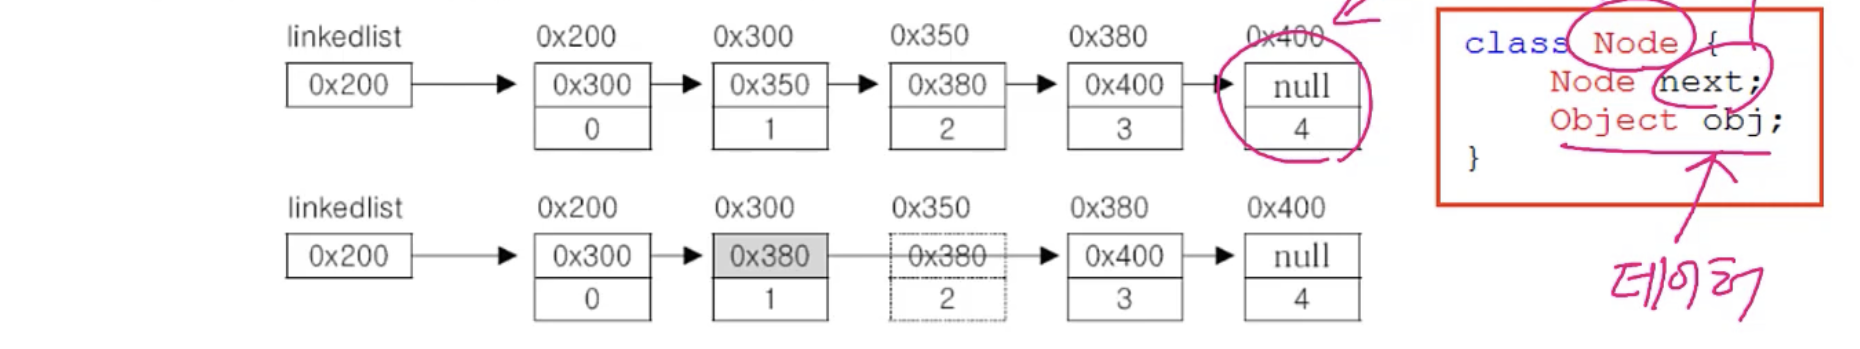 linkedlist 0x200 0x300 0x350 0x380 0x400
0x200 0x300 0x350 0x380 0x400 null
0 1 2 3 4
linkedlist 0x200 0x300 0x350 0x380 0x400
0x200 0x300 0x380 0x380 0x400 null
0 1 2 3 4
class Node {
Node next;
Object obj;
}
데이터